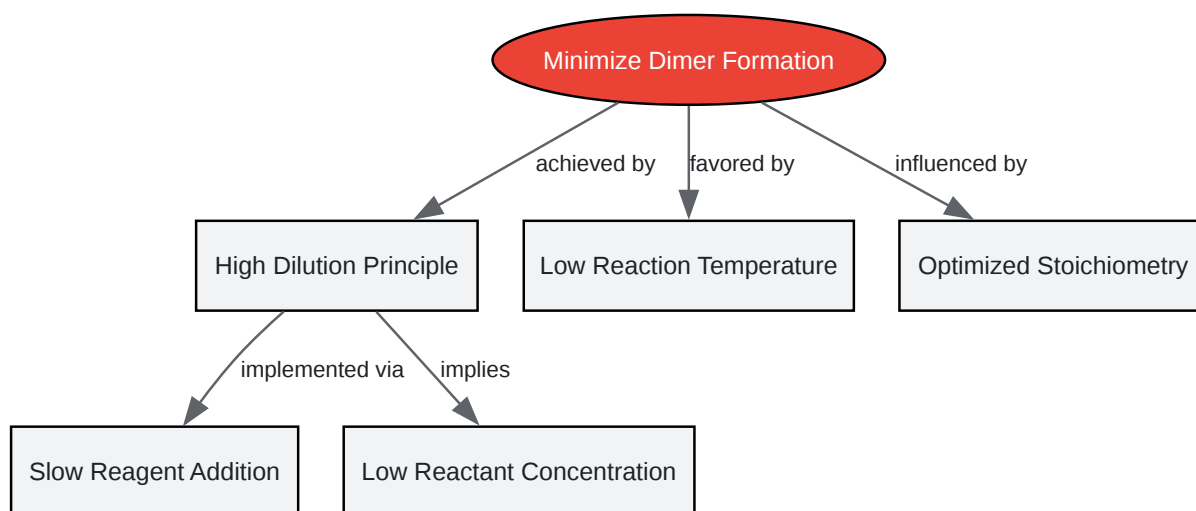 Minimize Dimer Formation
achieved by
favored by
influenced by
High Dilution Principle
Low Reaction Temperature
Optimized Stoichiometry
implemented via
implies
Slow Reagent Addition
Low Reactant Concentration